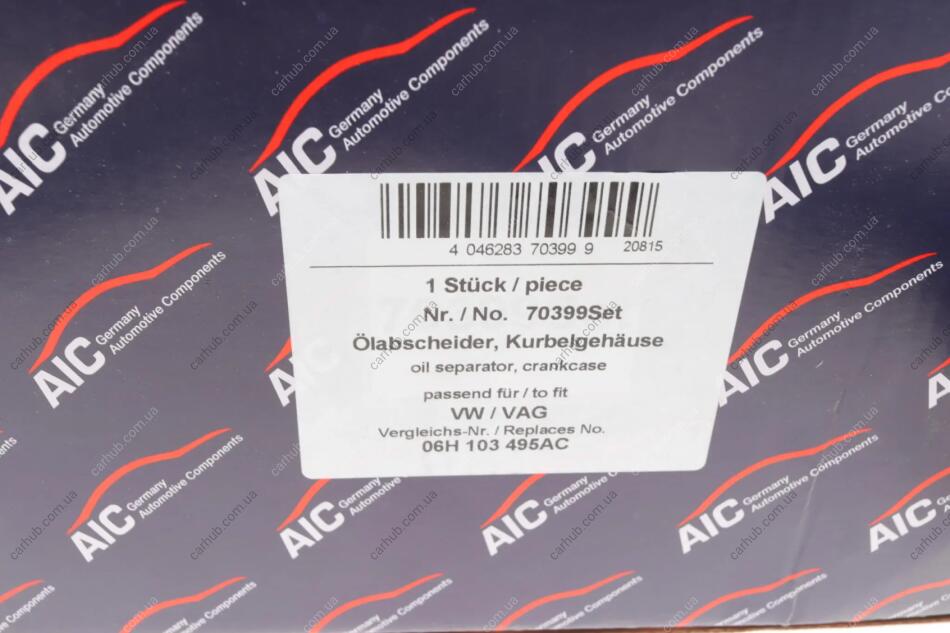 AIC Germany
Automotive Components
4 046283 70399 9 20815
1 Stück / piece
Nr. / No. 70399Set
Ölabscheider, Kurbelgehäuse
oil separator, crankcase
passend für / to fit
VW / VAG
Vergleichs-Nr. / Replaces No.
06H 103 495AC
carhub.com.ua